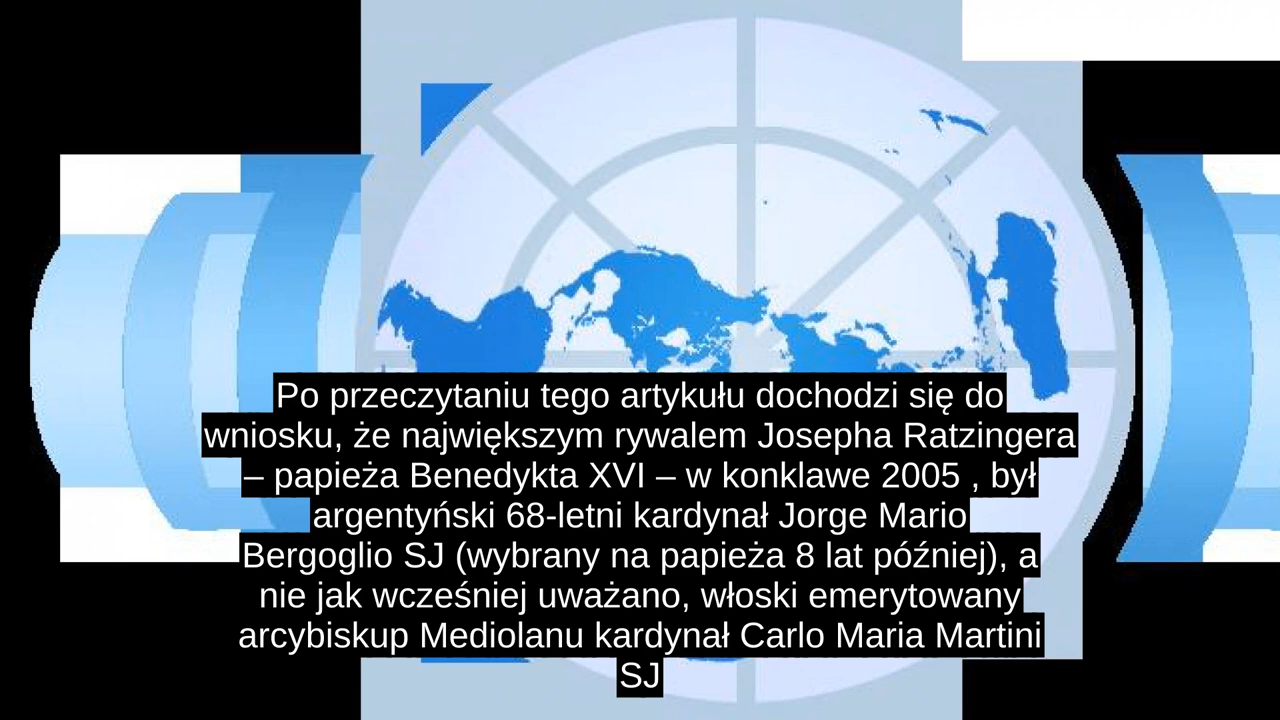 Po przeczytaniu tego artykułu dochodzi się do
wniosku, że największym rywalem Josepha Ratzingera
– papieża Benedykta XVI – w konklawe 2005 , był
argentyński 68-letni kardynał Jorge Mario
Bergoglio SJ (wybrany na papieża 8 lat później), a
nie jak wcześniej uważano, włoski emerytowany
arcybiskup Mediolanu kardynał Carlo Maria Martini
SJ